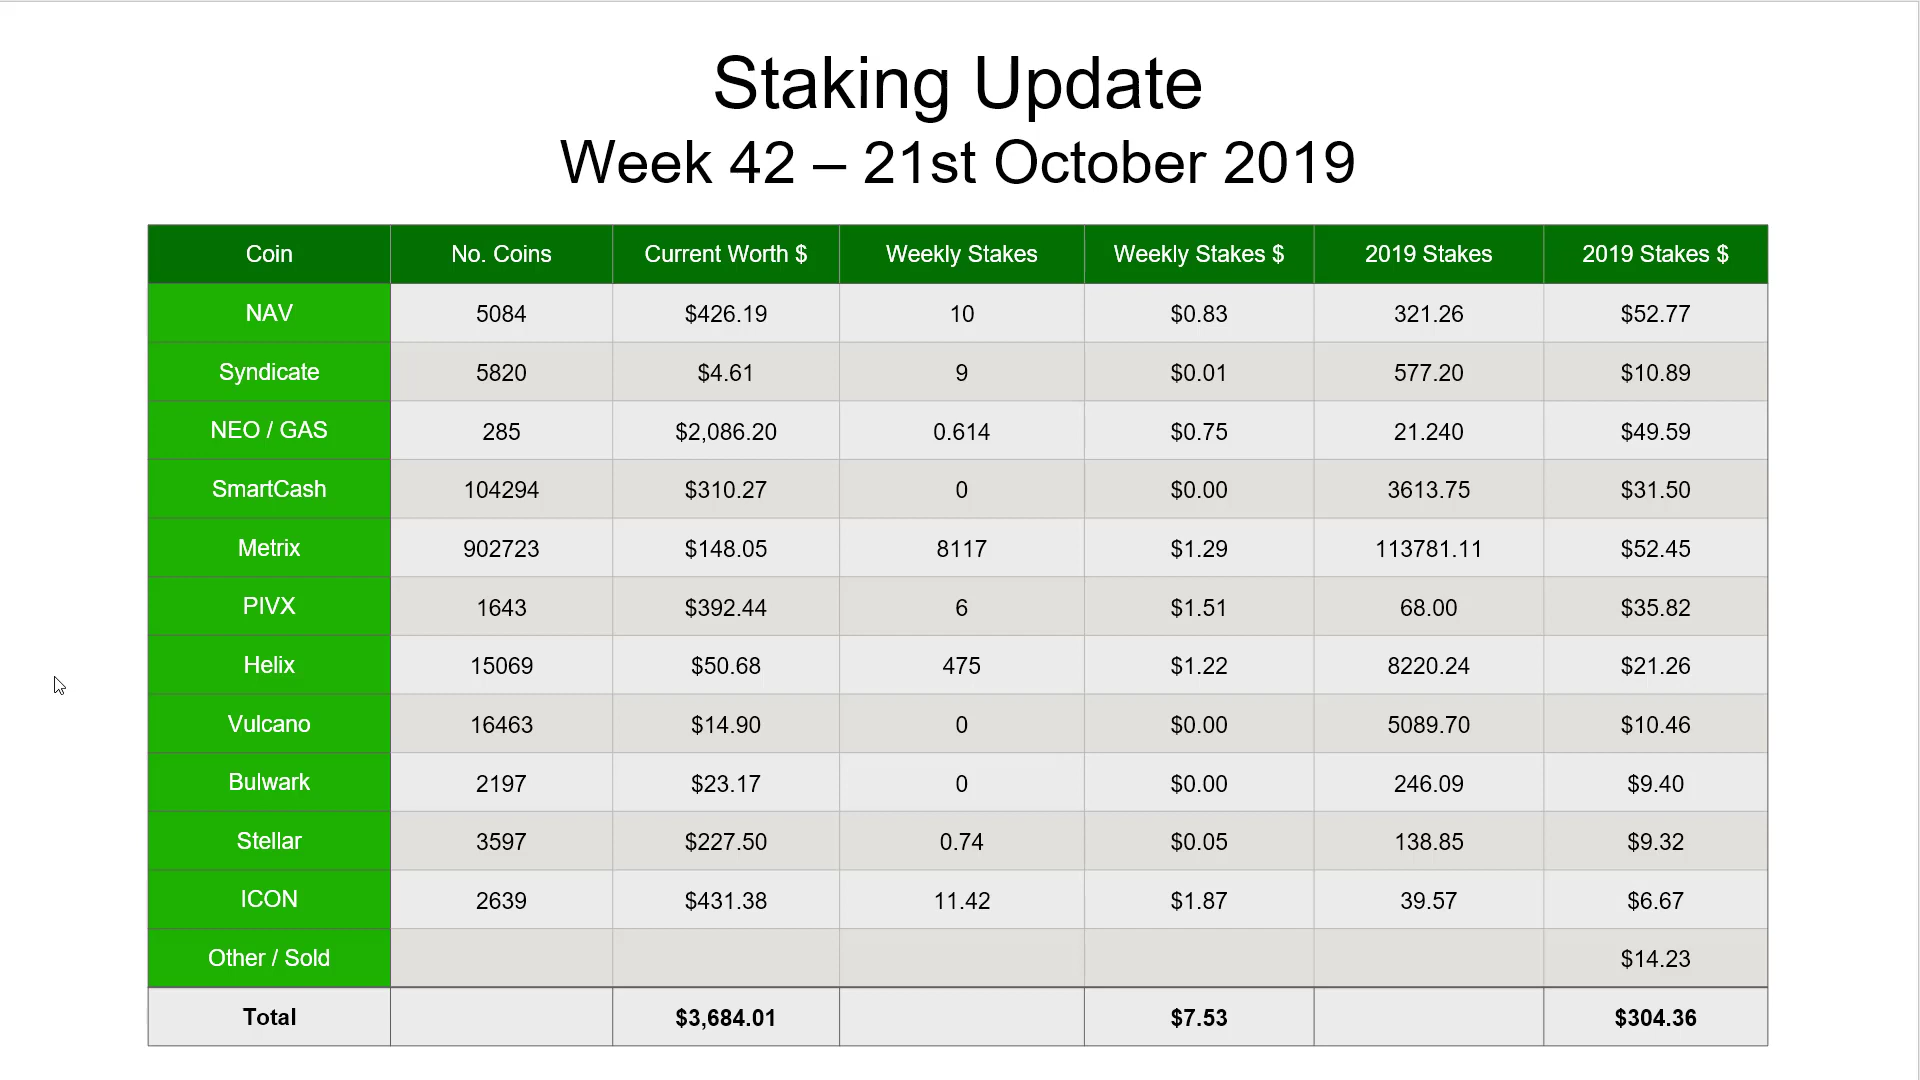 Staking Update
Week 42 – 21st October 2019
Coin No. Coins Current Worth $ Weekly Stakes Weekly Stakes $ 2019 Stakes 2019 Stakes $
NAV 5084 $426.19 10 $0.83 321.26 $52.77
Syndicate 5820 $4.61 9 $0.01 577.20 $10.89
NEO / GAS 285 $2,086.20 0.614 $0.75 21.240 $49.59
SmartCash 104294 $310.27 0 $0.00 3613.75 $31.50
Metrix 902723 $148.05 8117 $1.29 113781.11 $52.45
PIVX 1643 $392.44 6 $1.51 68.00 $35.82
Helix 15069 $50.68 475 $1.22 8220.24 $21.26
Vulcano 16463 $14.90 0 $0.00 5089.70 $10.46
Bulwark 2197 $23.17 0 $0.00 246.09 $9.40
Stellar 3597 $227.50 0.74 $0.05 138.85 $9.32
ICON 2639 $431.38 11.42 $1.87 39.57 $6.67
Other / Sold $14.23
Total $3,684.01 $7.53 $304.36